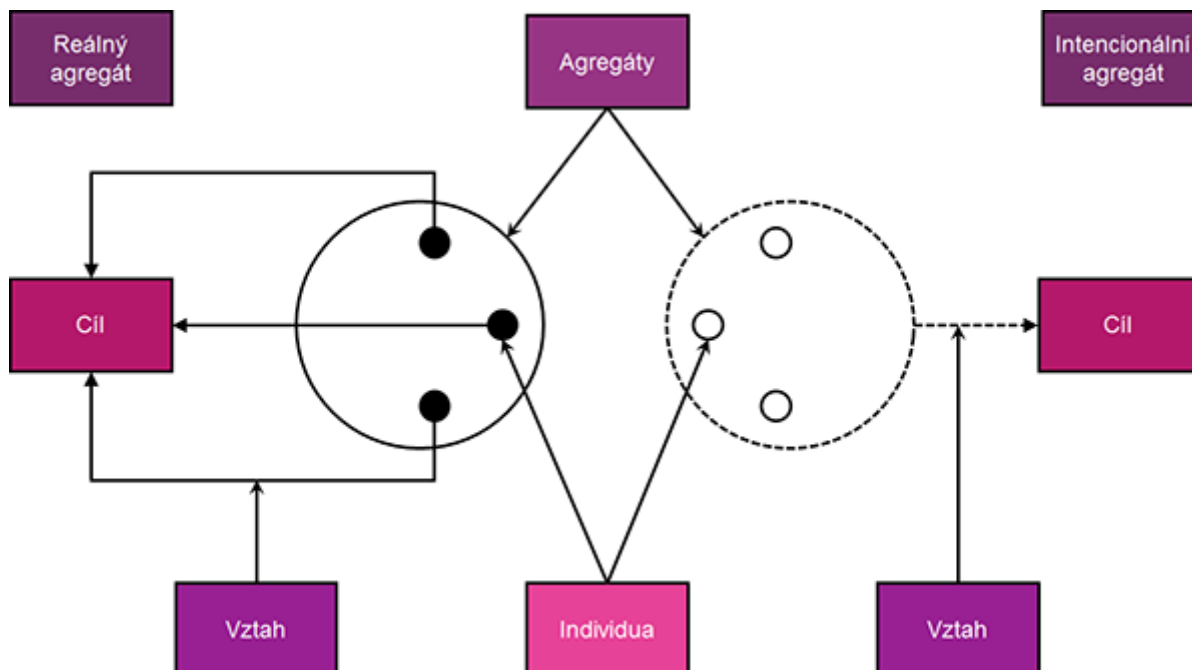 Reálný
agregát
Agregáty
Intencionální
agregát
Cíl
Cíl
Vztah
Individua
Vztah